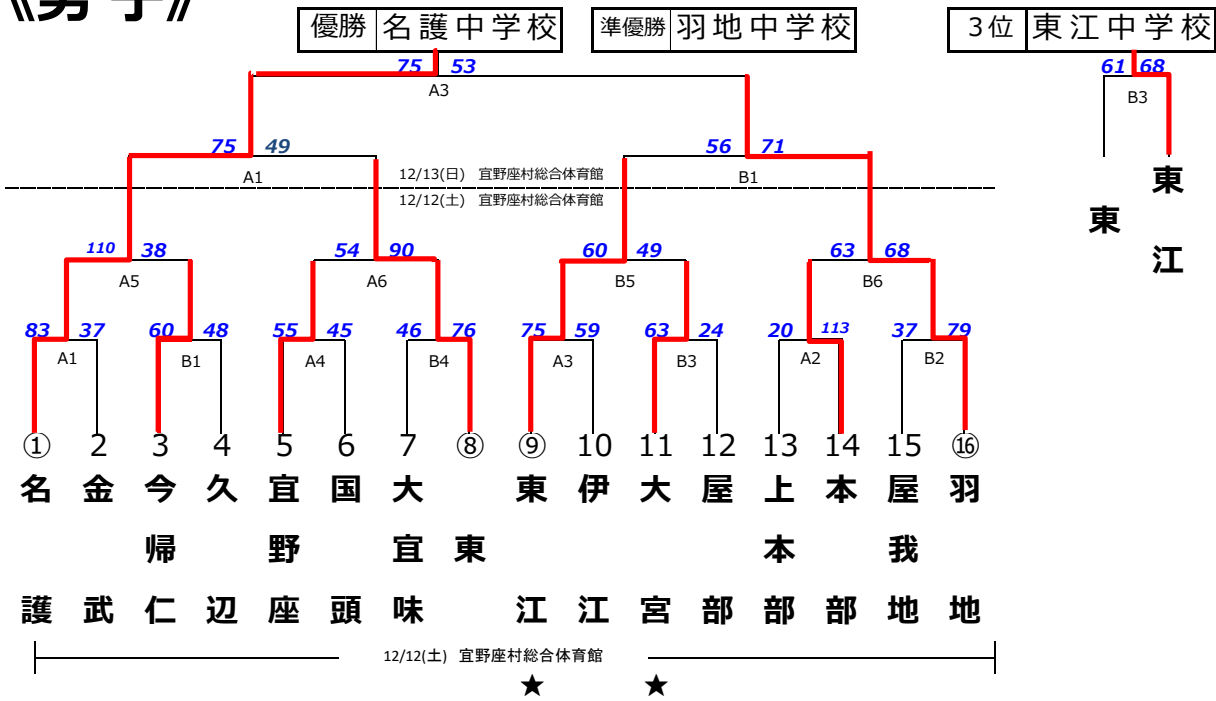 《男子》
優勝 名護中学校 準優勝 羽地中学校 3位 東江中学校
75 53 61 68
A3 B3
75 49 56 71
A1 12/13(日) 宜野座村総合体育館 B1
12/12(土) 宜野座村総合体育館
東
東江
110 38 54 90 60 49 63 68
A5 A6 B5 B6
83 37 60 48 55 45 46 76 75 59 63 24 20 113 37 79
A1 B1 A4 B4 A3 B3 A2 B2
① 2 3 4 5 6 7 ⑧ ⑨ 10 11 12 13 14 15 ⑯
名護
金武
今帰仁
久辺
宜野座
国頭
大宜味
東
東江
伊江
大宮
屋部
上本部
本部
屋我地
羽地
12/12(土) 宜野座村総合体育館
★ ★